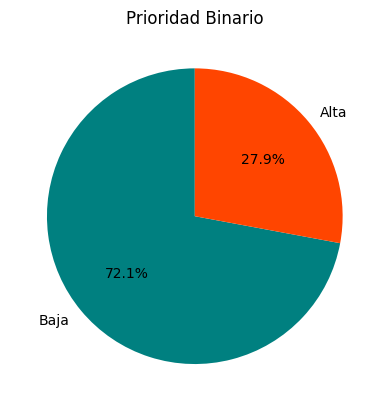 Prioridad Binario
Alta
27.9%
72.1%
Baja